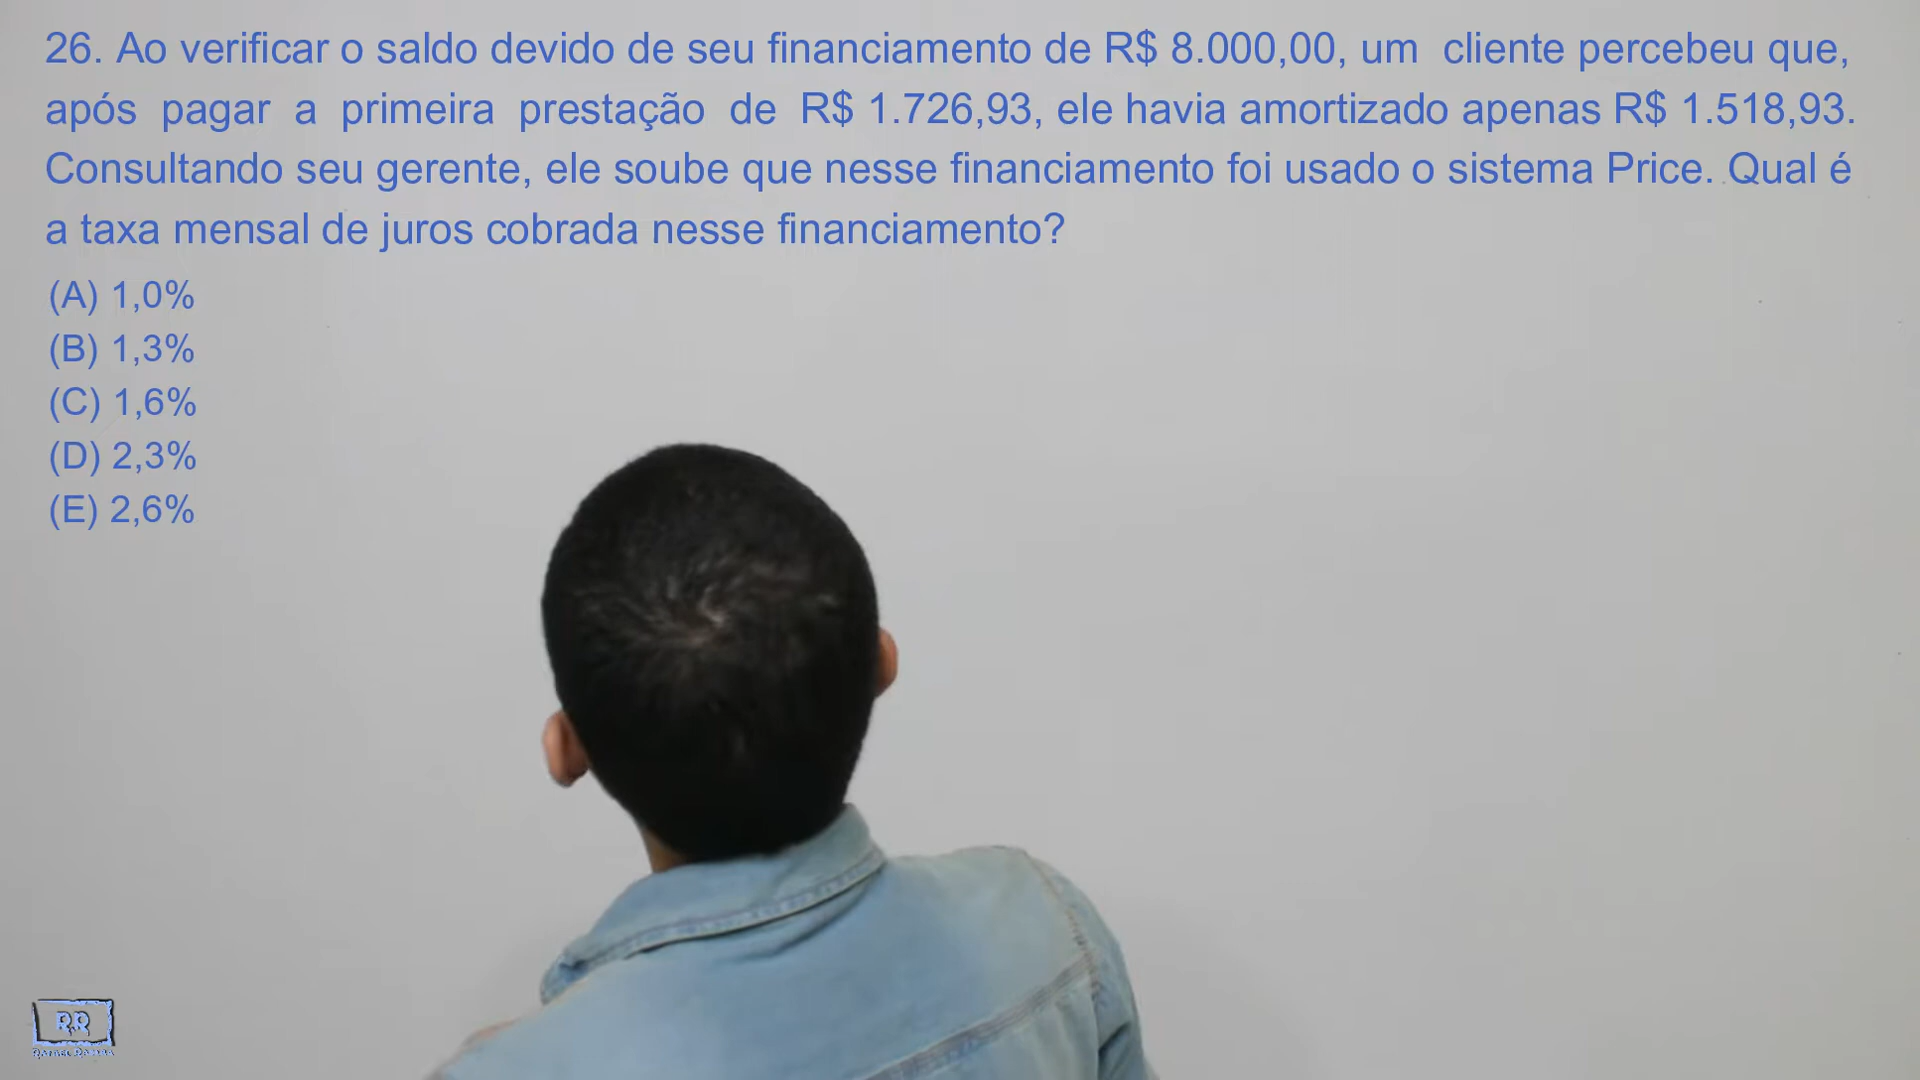 26. Ao verificar o saldo devido de seu financiamento de R$ 8.000,00, um cliente percebeu que,
após pagar a primeira prestação de R$ 1.726,93, ele havia amortizado apenas R$ 1.518,93.
Consultando seu gerente, ele soube que nesse financiamento foi usado o sistema Price. Qual é
a taxa mensal de juros cobrada nesse financiamento?
(A) 1,0%
(B) 1,3%
(C) 1,6%
(D) 2,3%
(E) 2,6%
RR